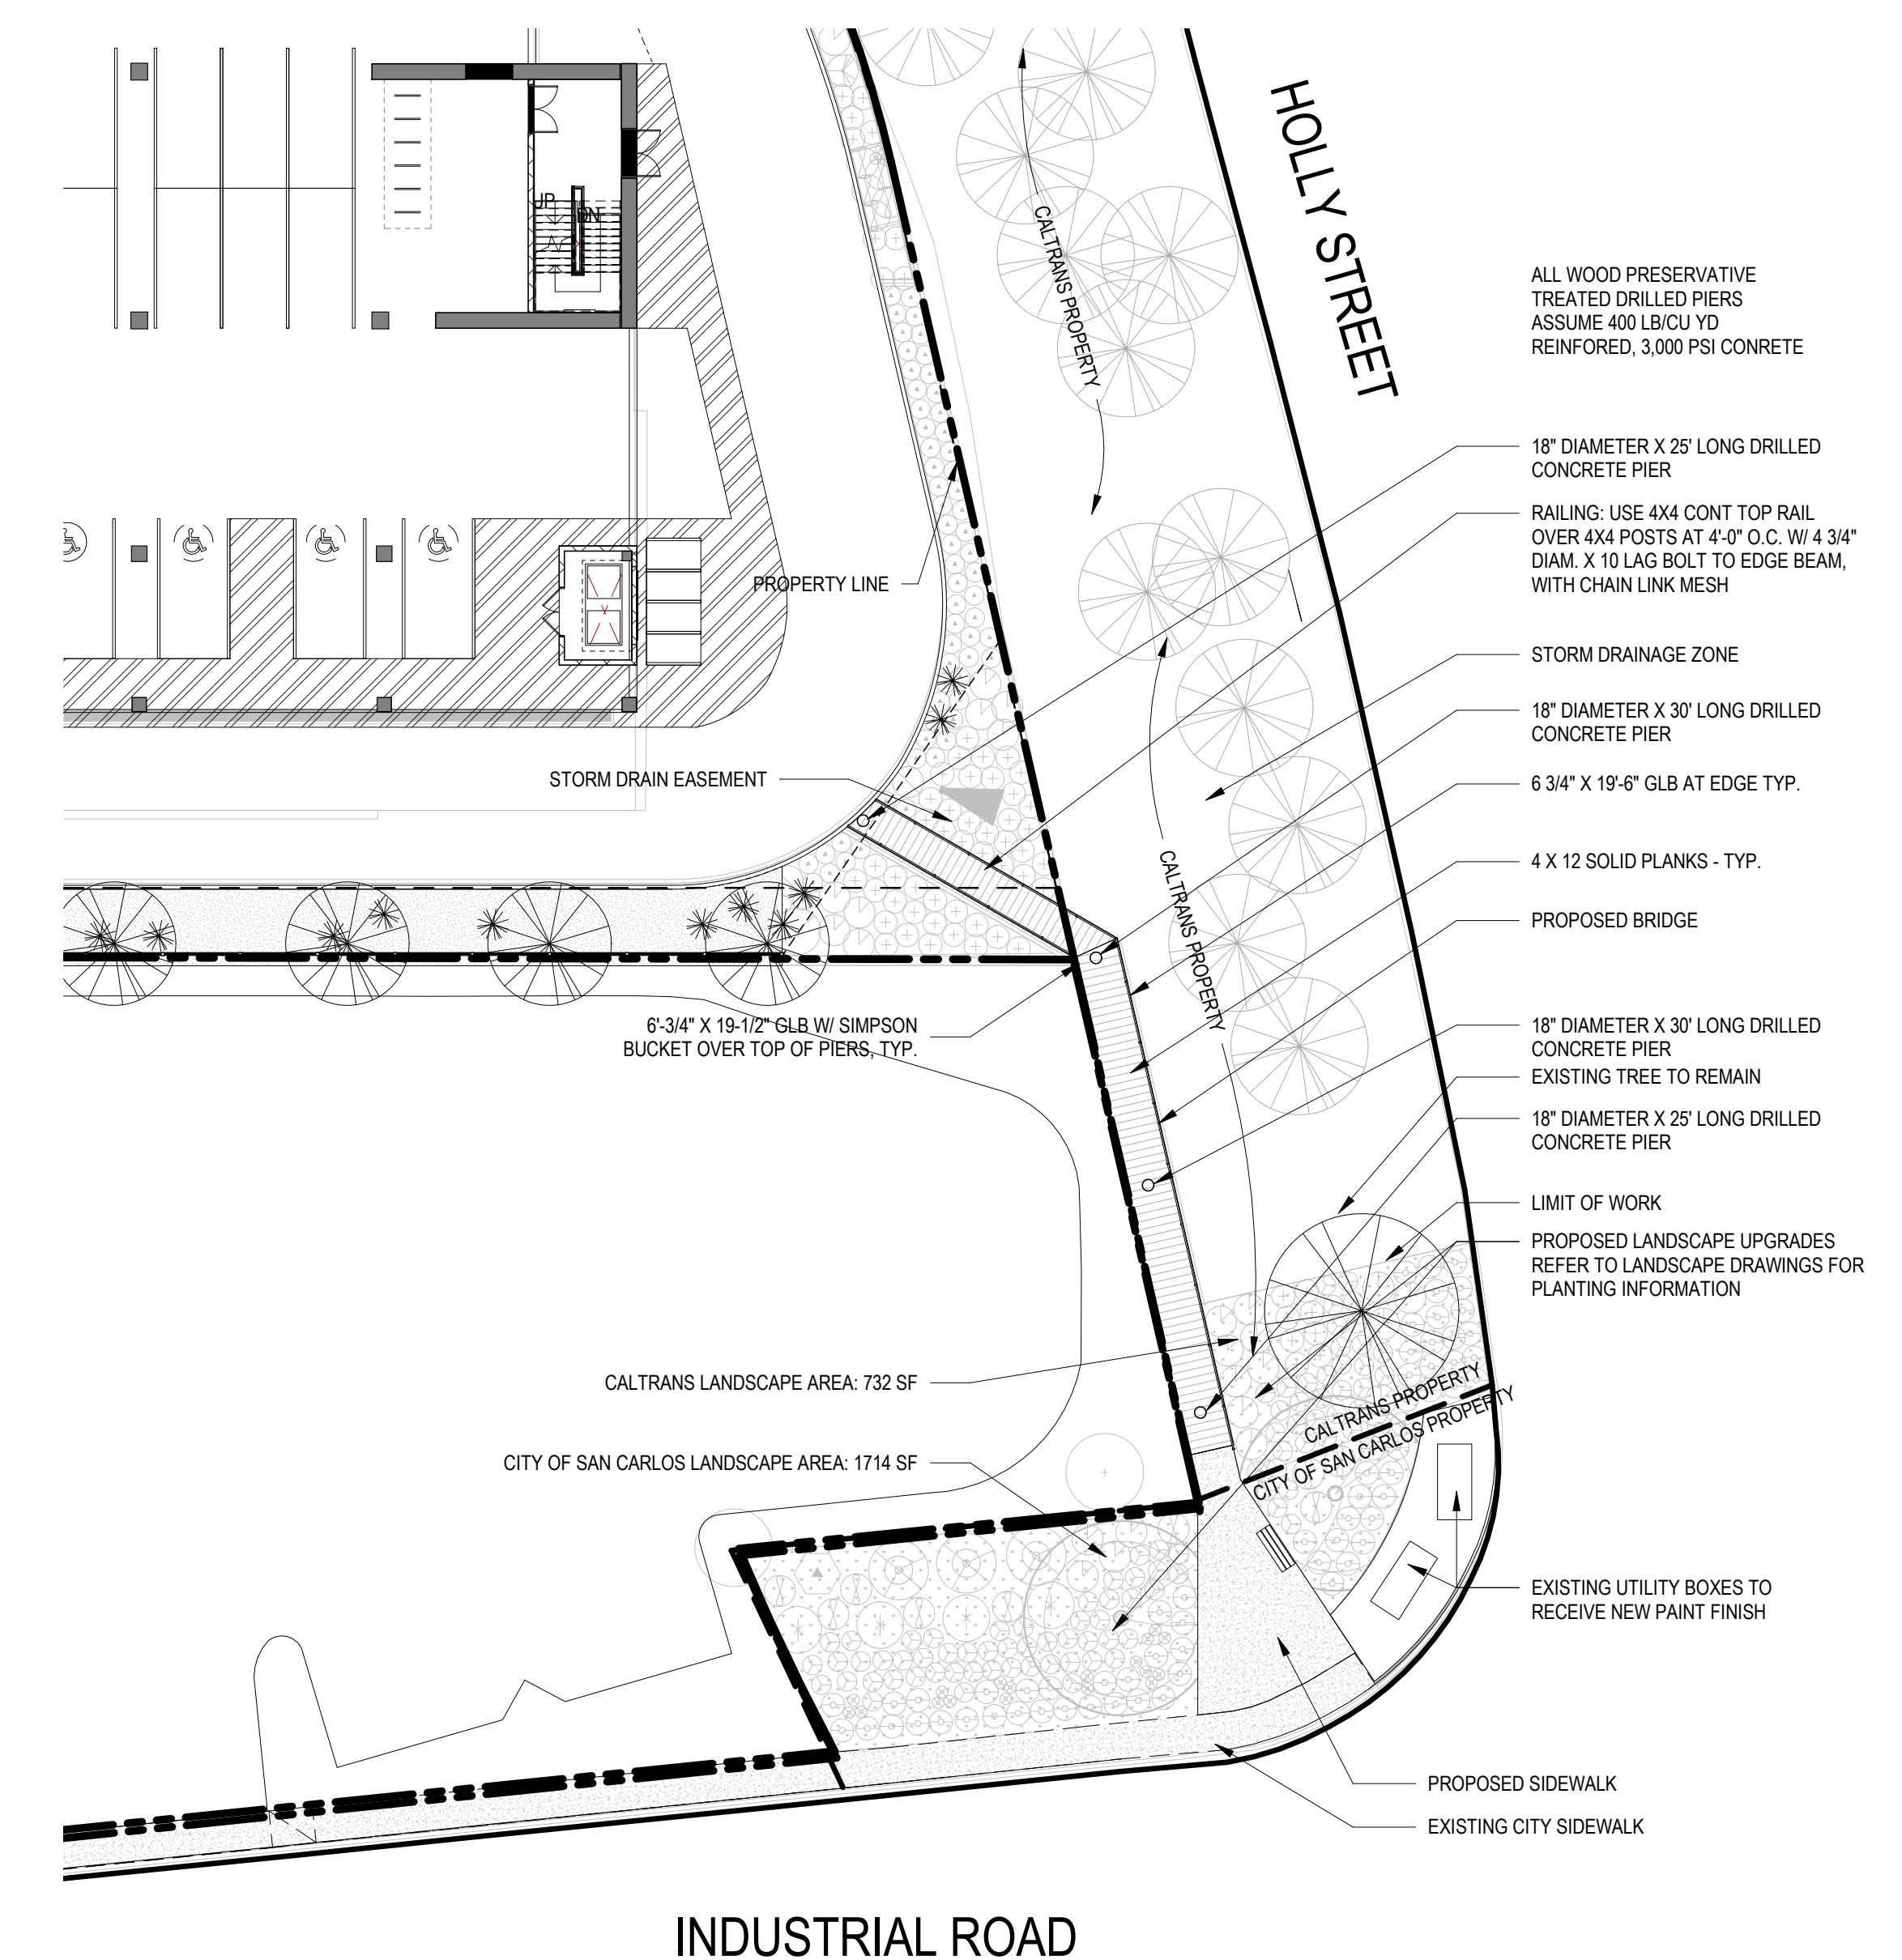 HOLLY STREET
UP
DN
CALTRANS PROPERTY
ALL WOOD PRESERVATIVE
TREATED DRILLED PIERS
ASSUME 400 LB/CU YD
REINFORED, 3,000 PSI CONRETE
18" DIAMETER X 25' LONG DRILLED
CONCRETE PIER
RAILING: USE 4X4 CONT TOP RAIL
OVER 4X4 POSTS AT 4'-0" O.C. W/ 4 3/4"
DIAM. X 10 LAG BOLT TO EDGE BEAM,
WITH CHAIN LINK MESH
PROPERTY LINE
STORM DRAINAGE ZONE
18" DIAMETER X 30' LONG DRILLED
CONCRETE PIER
STORM DRAIN EASEMENT
6 3/4" X 19'-6" GLB AT EDGE TYP.
4 X 12 SOLID PLANKS - TYP.
PROPOSED BRIDGE
CALTRANS PROPERTY
6'-3/4" X 19-1/2" GLB W/ SIMPSON
BUCKET OVER TOP OF PIERS, TYP.
18" DIAMETER X 30' LONG DRILLED
CONCRETE PIER
EXISTING TREE TO REMAIN
18" DIAMETER X 25' LONG DRILLED
CONCRETE PIER
LIMIT OF WORK
PROPOSED LANDSCAPE UPGRADES
REFER TO LANDSCAPE DRAWINGS FOR
PLANTING INFORMATION
CALTRANS LANDSCAPE AREA: 732 SF
CALTRANS PROPERTY
CITY OF SAN CARLOS PROPERTY
CITY OF SAN CARLOS LANDSCAPE AREA: 1714 SF
EXISTING UTILITY BOXES TO
RECEIVE NEW PAINT FINISH
PROPOSED SIDEWALK
EXISTING CITY SIDEWALK
INDUSTRIAL ROAD